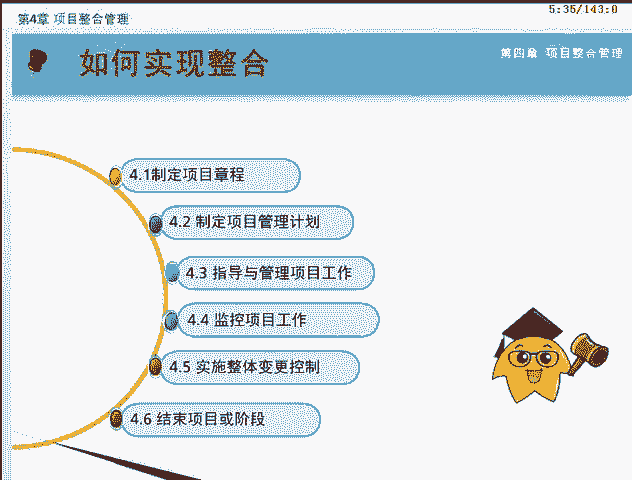 第4章 项目整合管理
5:35/143:0
如何实现整合
第四章 项目整合管理
4.1制定项目章程
4.2 制定项目管理计划
4.3 指导与管理项目工作
4.4 监控项目工作
4.5 实施整体变更控制
4.6 结束项目或阶段